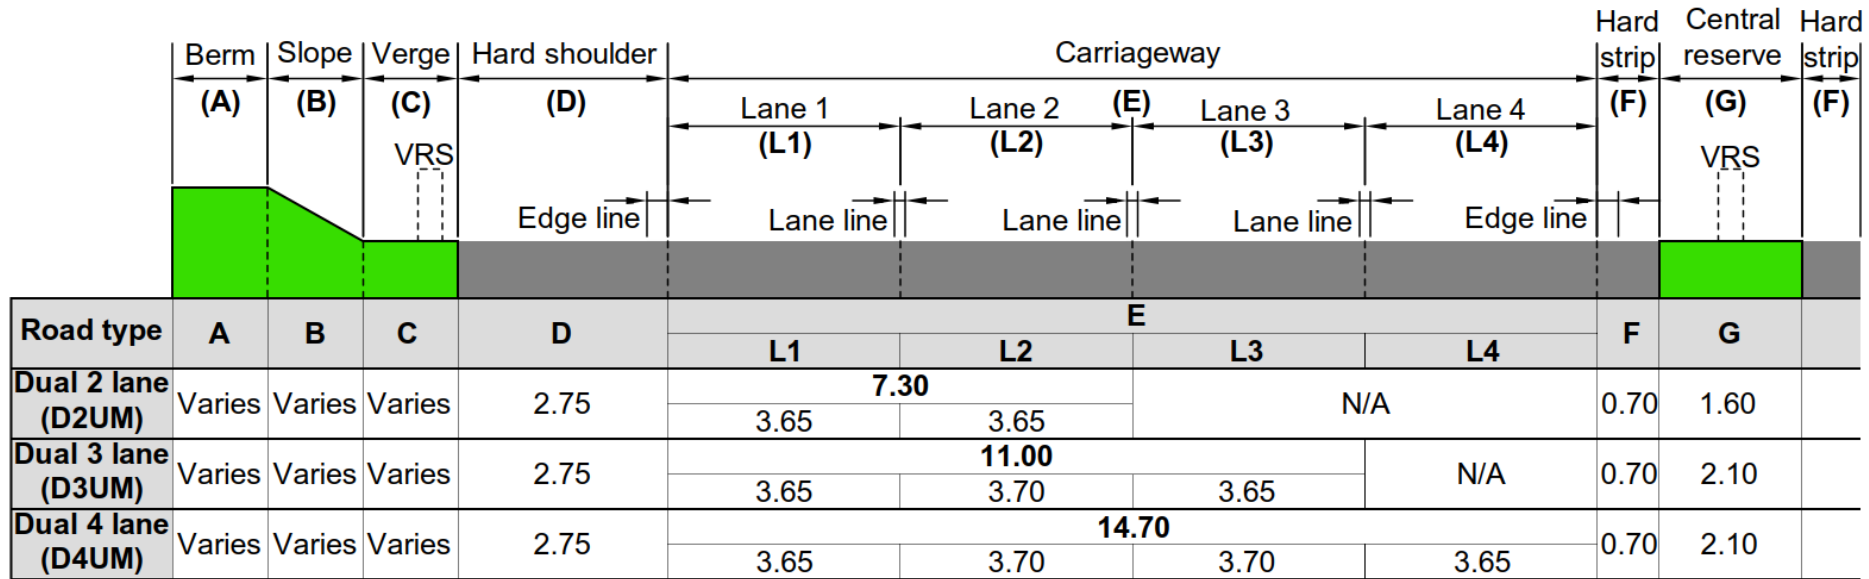 Hard Central Hard
Berm Slope Verge Hard shoulder Carriageway strip reserve strip
(A) (B) (C) (D) (E) (F) (G) (F)
Lane 1 Lane 2 Lane 3 Lane 4
(L1) (L2) (L3) (L4)
VRS VRS
Edge line Lane line Lane line Lane line Edge line
Road type A B C D E F G
L1 L2 L3 L4
Dual 2 lane (D2UM) Varies Varies Varies 2.75 7.30 N/A 0.70 1.60
3.65 3.65
Dual 3 lane (D3UM) Varies Varies Varies 2.75 11.00 N/A 0.70 2.10
3.65 3.70 3.65
Dual 4 lane (D4UM) Varies Varies Varies 2.75 14.70 0.70 2.10
3.65 3.70 3.70 3.65